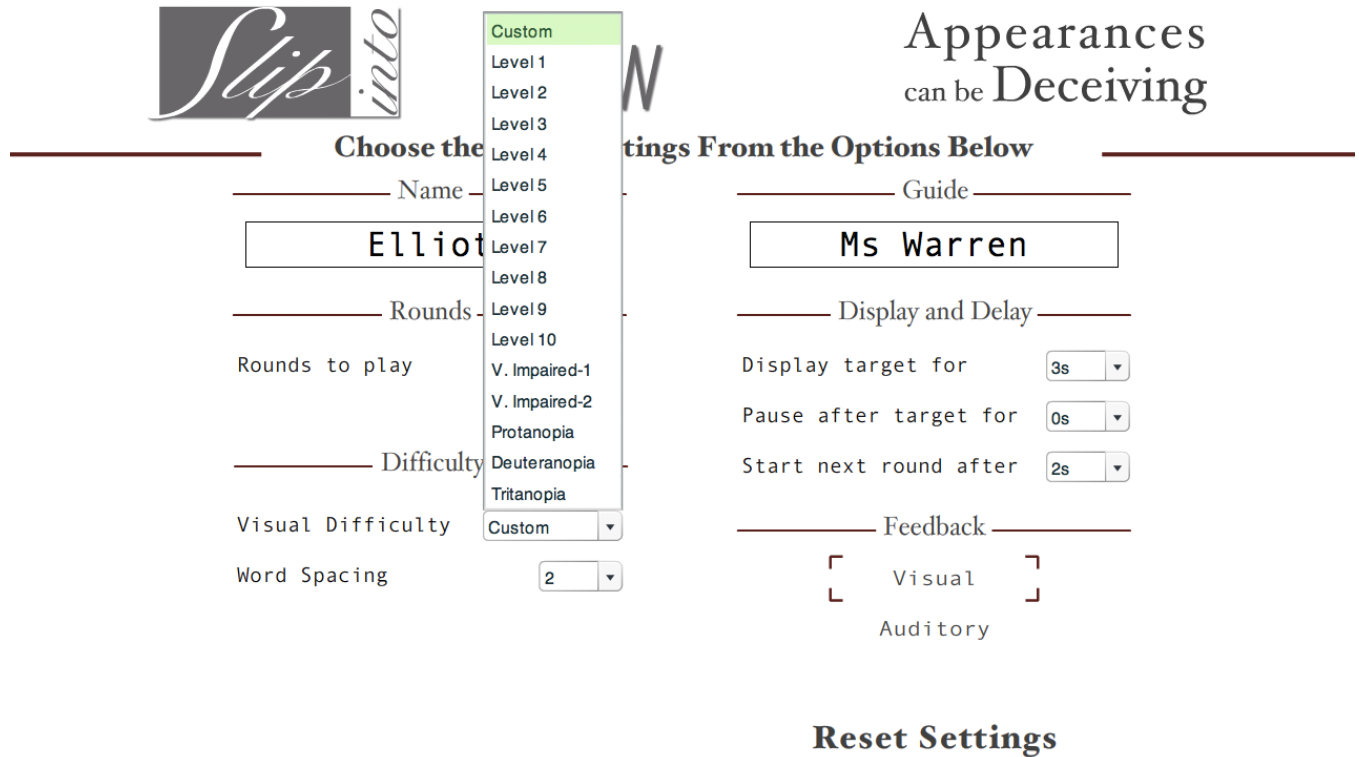 Slip into
W
Appearances
can be Deceiving
Choose the tings From the Options Below
Name
Elliot
Rounds
Rounds to play
Difficulty
Custom
Level 1
Level 2
Level 3
Level 4
Level 5
Level 6
Level 7
Level 8
Level 9
Level 10
V. Impaired-1
V. Impaired-2
Protanopia
Deuteranopia
Tritanopia
Visual Difficulty Custom
Word Spacing 2
Guide
Ms Warren
Display and Delay
Display target for 3s
Pause after target for 0s
Start next round after 2s
Feedback
Visual
Auditory
Reset Settings